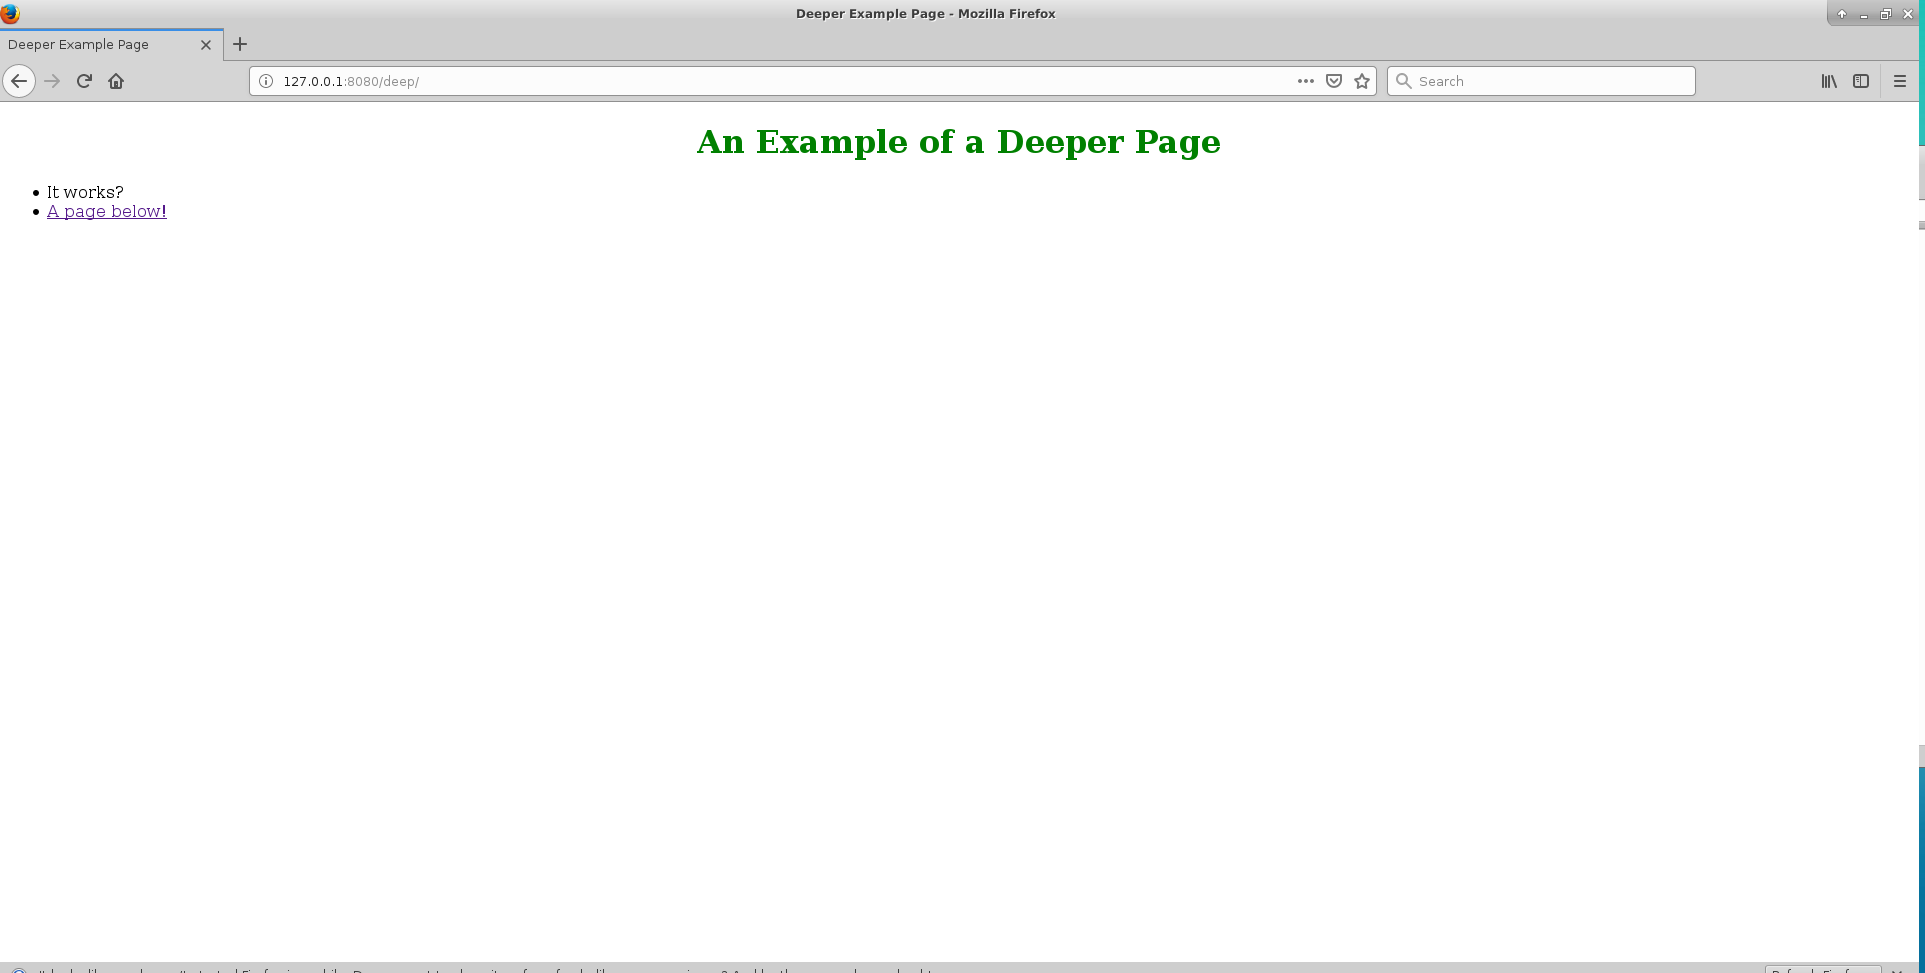 Deeper Example Page - Mozilla Firefox
Deeper Example Page
127.0.0.1:8080/deep/
Search
An Example of a Deeper Page
It works?
A page below!